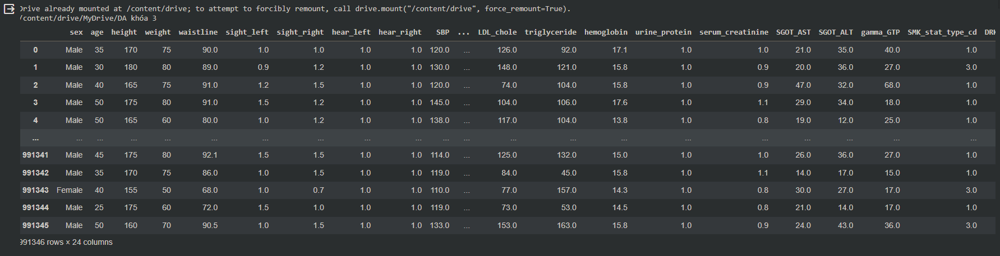 Drive already mounted at /content/drive; to attempt to forcibly remount, call drive.mount("/content/drive", force_remount=True).
/content/drive/MyDrive/DA khóa 3
sex age height weight waistline sight_left sight_right hear_left hear_right SBP ... LDL_chole triglyceride hemoglobin urine_protein serum_creatinine SGOT_AST SGOT_ALT gamma_GTP SMK_stat_type_cd DRK
0 Male 35 170 75 90.0 1.0 1.0 1.0 1.0 120.0 ... 126.0 92.0 17.1 1.0 1.0 21.0 35.0 40.0 1.0
1 Male 30 180 80 89.0 0.9 1.2 1.0 1.0 130.0 ... 148.0 121.0 15.8 1.0 0.9 20.0 36.0 27.0 3.0
2 Male 40 165 75 91.0 1.2 1.5 1.0 1.0 120.0 ... 74.0 104.0 15.8 1.0 0.9 47.0 32.0 68.0 1.0
3 Male 50 175 80 91.0 1.5 1.2 1.0 1.0 145.0 ... 104.0 106.0 17.6 1.0 1.1 29.0 34.0 18.0 1.0
4 Male 50 165 60 80.0 1.0 1.2 1.0 1.0 138.0 ... 117.0 104.0 13.8 1.0 0.8 19.0 12.0 25.0 1.0
... ... ... ... ... ... ... ... ... ... ... ... ... ... ... ... ... ... ... ... ...
991341 Male 45 175 80 92.1 1.5 1.5 1.0 1.0 114.0 ... 125.0 132.0 15.0 1.0 1.0 26.0 36.0 27.0 1.0
991342 Male 35 170 75 86.0 1.0 1.5 1.0 1.0 119.0 ... 84.0 45.0 15.8 1.0 1.1 14.0 17.0 15.0 1.0
991343 Female 40 155 50 68.0 1.0 0.7 1.0 1.0 110.0 ... 77.0 157.0 14.3 1.0 0.8 30.0 27.0 17.0 3.0
991344 Male 25 175 60 72.0 1.5 1.0 1.0 1.0 119.0 ... 73.0 53.0 14.5 1.0 0.8 21.0 14.0 17.0 1.0
991345 Male 50 160 70 90.5 1.0 1.5 1.0 1.0 133.0 ... 153.0 163.0 15.8 1.0 0.9 24.0 43.0 36.0 3.0
991346 rows × 24 columns